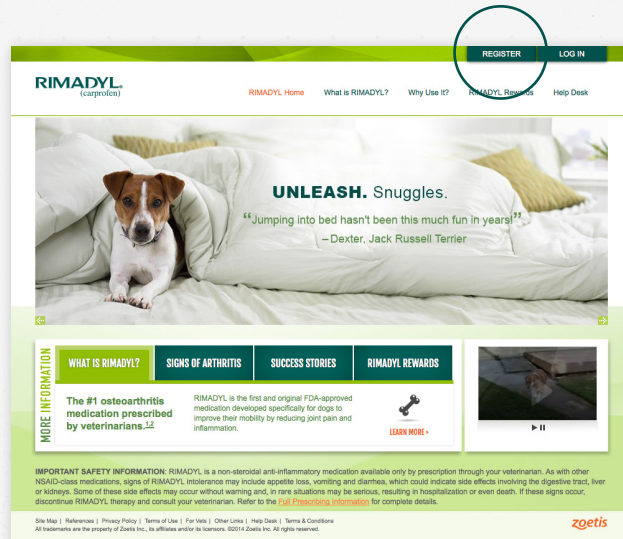 REGISTER
LOG IN
RIMADYL®
(carprofen)
RIMADYL Home
What is RIMADYL?
Why Use It?
RIMADYL Rewards
Help Desk
UNLEASH. Snuggles.
“Jumping into bed hasn't been this much fun in years!”
– Dexter, Jack Russell Terrier
MORE INFORMATION
WHAT IS RIMADYL?
SIGNS OF ARTHRITIS
SUCCESS STORIES
RIMADYL REWARDS
The #1 osteoarthritis
medication prescribed
by veterinarians.1,2
RIMADYL is the first and original FDA-approved
medication developed specifically for dogs to
improve their mobility by reducing joint pain and
inflammation.
LEARN MORE >
IMPORTANT SAFETY INFORMATION: RIMADYL is a non-steroidal anti-inflammatory medication available only by prescription through your veterinarian. As with other
NSAID-class medications, signs of RIMADYL intolerance may include appetite loss, vomiting and diarrhea, which could indicate side effects involving the digestive tract, liver
or kidneys. Some of these side effects may occur without warning and, in rare situations may be serious, resulting in hospitalization or even death. If these signs occur,
discontinue RIMADYL therapy and consult your veterinarian. Refer to the Full Prescribing Information for complete details.
Site Map | References | Privacy Policy | Terms of Use | For Vets | Other Links | Help Desk | Terms & Conditions
All trademarks are the property of Zoetis Inc., its affiliates and/or its licensors. ©2014 Zoetis Inc. All rights reserved.
zoetis